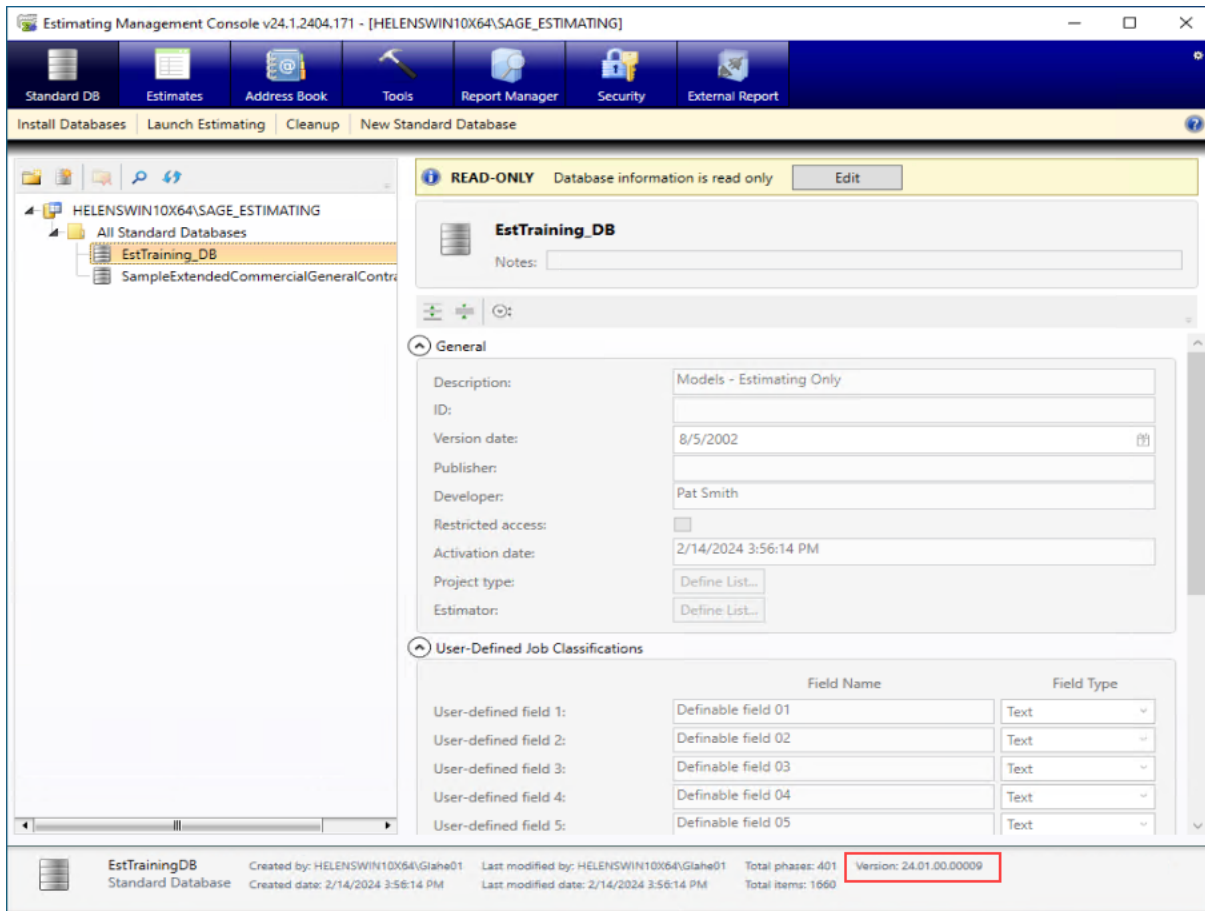 Estimating Management Console v24.1.2404.171 - [HELENSWIN10X64\SAGE_ESTIMATING]
Standard DB Estimates Address Book Tools Report Manager Security External Report
Install Databases Launch Estimating Cleanup New Standard Database
READ-ONLY Database information is read only Edit
HELENSWIN10X64\SAGE_ESTIMATING
All Standard Databases
EstTraining_DB
SampleExtendedCommercialGeneralContra
EstTraining_DB
Notes:
General
Description: Models - Estimating Only
ID:
Version date: 8/5/2002
Publisher:
Developer: Pat Smith
Restricted access:
Activation date: 2/14/2024 3:56:14 PM
Project type: Define List...
Estimator: Define List...
User-Defined Job Classifications
Field Name Field Type
User-defined field 1: Definable field 01 Text
User-defined field 2: Definable field 02 Text
User-defined field 3: Definable field 03 Text
User-defined field 4: Definable field 04 Text
User-defined field 5: Definable field 05 Text
EstTrainingDB Created by: HELENSWIN10X64\Glahe01 Last modified by: HELENSWIN10X64\Glahe01 Total phases: 401 Version: 24.01.00.00009
Standard Database Created date: 2/14/2024 3:56:14 PM Last modified date: 2/14/2024 3:56:14 PM Total items: 1660